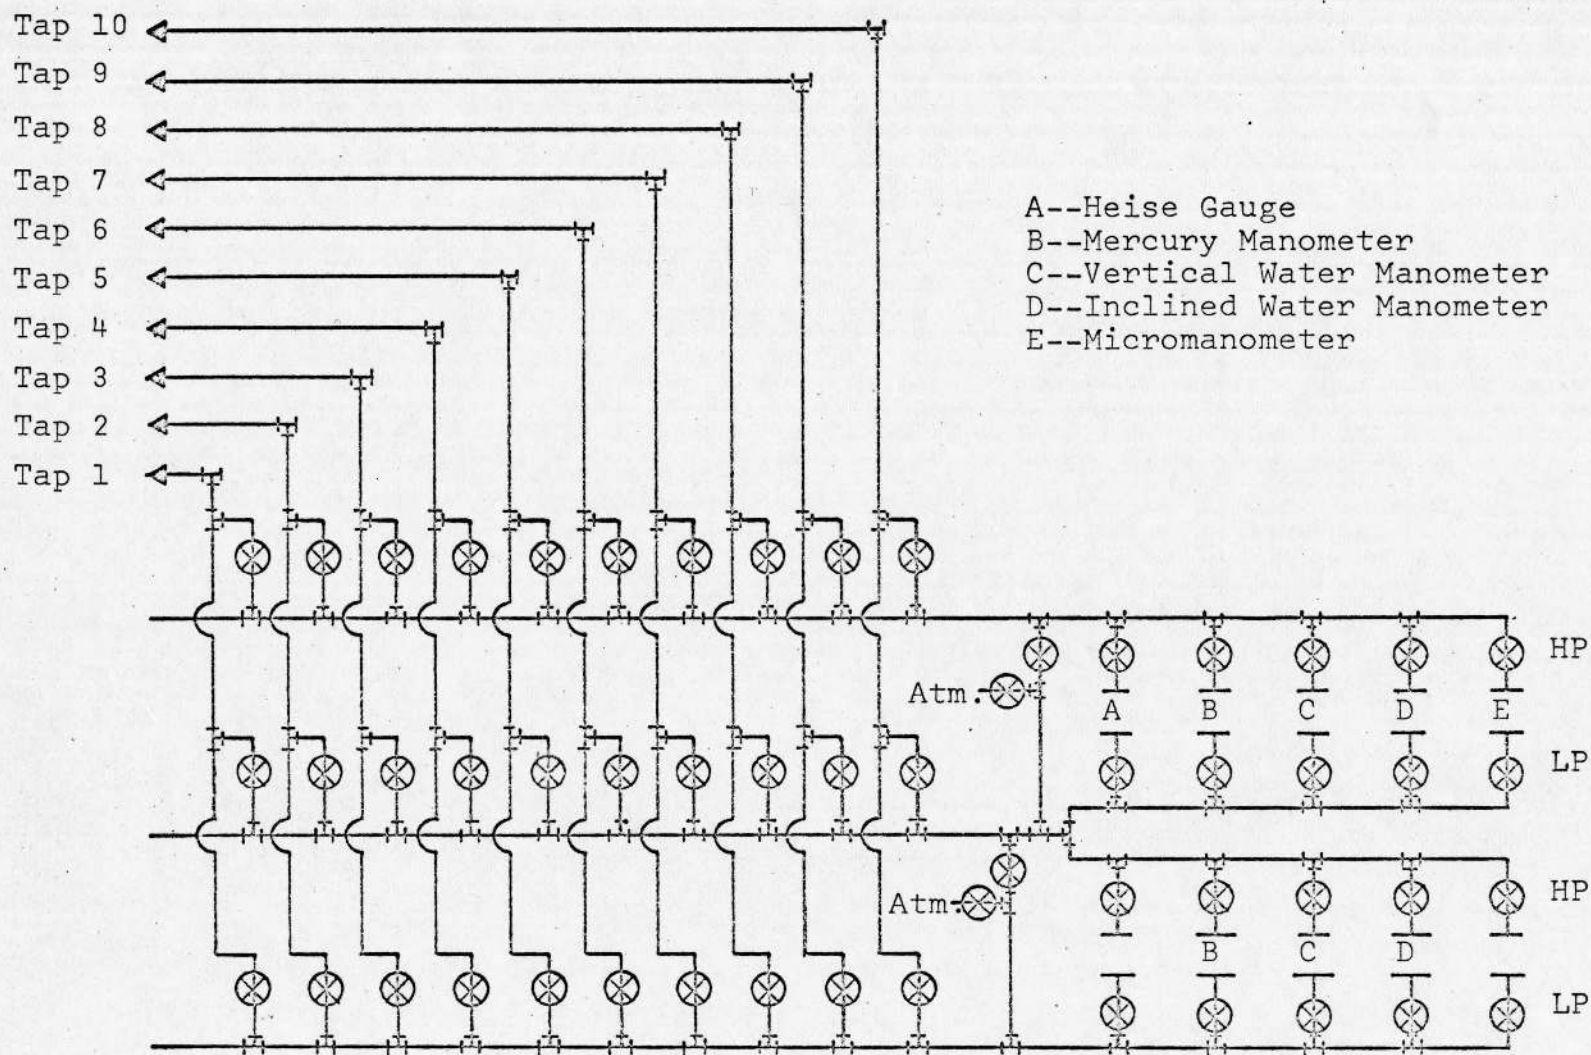 Tap 10
Tap 9
Tap 8
Tap 7
Tap 6
Tap 5
Tap 4
Tap 3
Tap 2
Tap 1
A--Heise Gauge
B--Mercury Manometer
C--Vertical Water Manometer
D--Inclined Water Manometer
E--Micromanometer
HP
Atm.
A B C D E
LP
HP
Atm.
B C D
LP